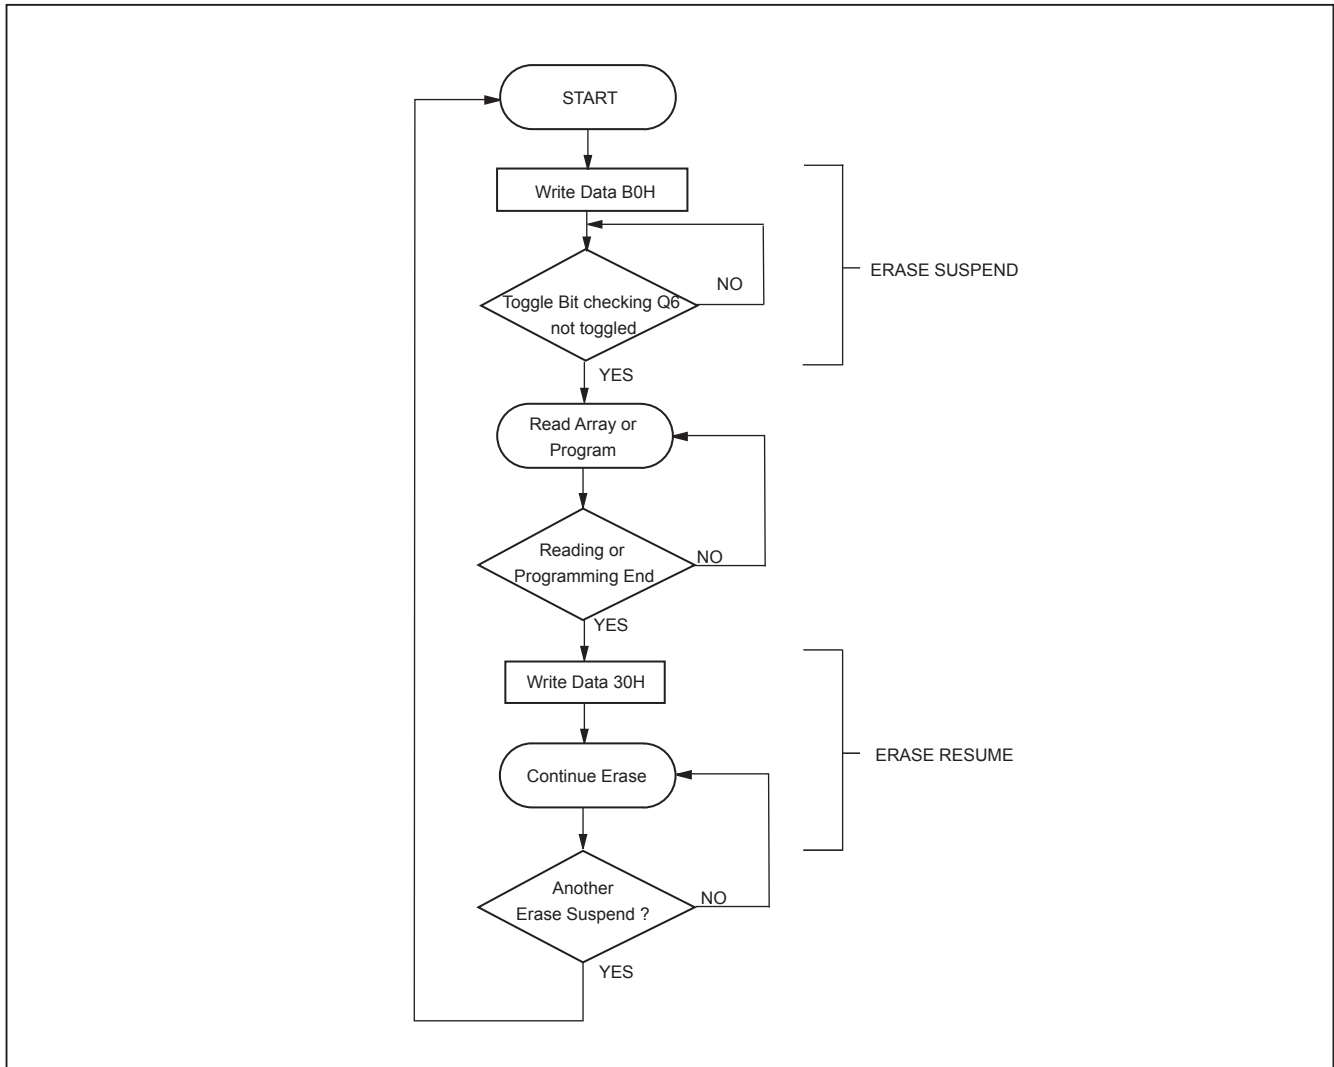 START
Write Data B0H
ERASE SUSPEND
NO
Toggle Bit checking Q6
not toggled
YES
Read Array or
Program
Reading or
Programming End
NO
YES
Write Data 30H
ERASE RESUME
Continue Erase
Another
Erase Suspend ?
NO
YES